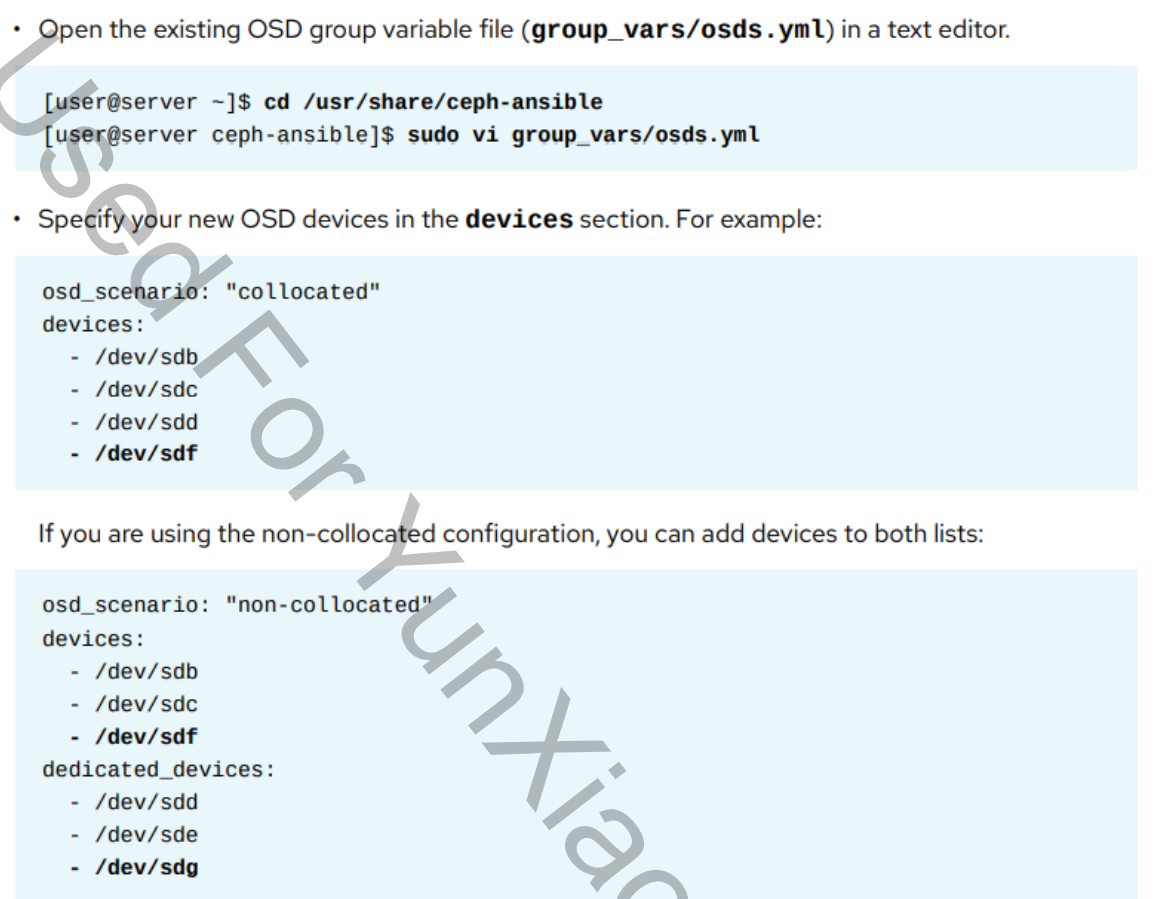 • Open the existing OSD group variable file (group_vars/osds.yml) in a text editor.
[user@server ~]$ cd /usr/share/ceph-ansible
[user@server ceph-ansible]$ sudo vi group_vars/osds.yml
• Specify your new OSD devices in the devices section. For example:
osd_scenario: "collocated"
devices:
  - /dev/sdb
  - /dev/sdc
  - /dev/sdd
  - /dev/sdf
If you are using the non-collocated configuration, you can add devices to both lists:
osd_scenario: "non-collocated"
devices:
  - /dev/sdb
  - /dev/sdc
  - /dev/sdf
dedicated_devices:
  - /dev/sdd
  - /dev/sde
  - /dev/sdg
Used For YunXiao